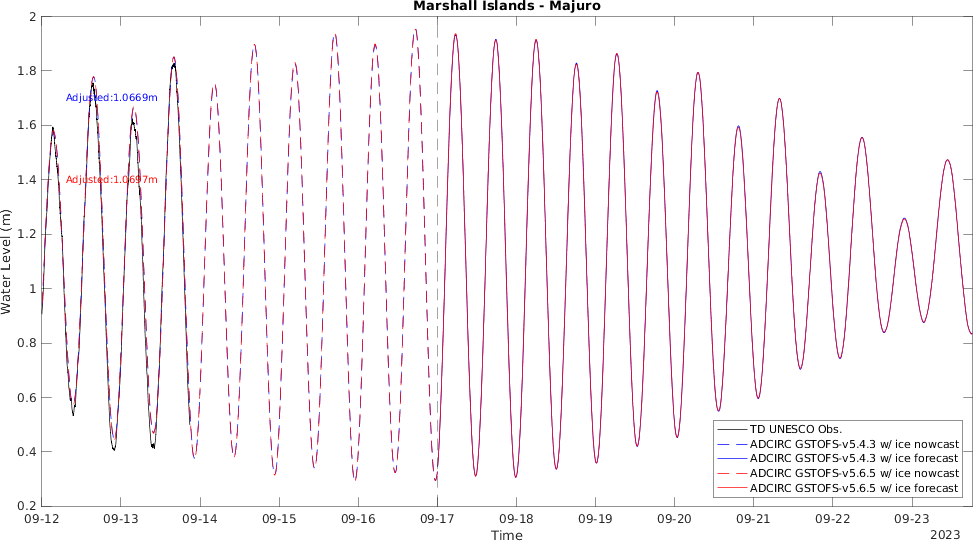 Marshall Islands - Majuro
2
1.8
1.6
1.4
1.2
1
0.8
0.6
0.4
0.2
Water Level (m)
Adjusted:1.0669m
Adjusted:1.0697m
TD UNESCO Obs.
ADCIRC GSTOFS-v5.4.3 w/ ice nowcast
ADCIRC GSTOFS-v5.4.3 w/ ice forecast
ADCIRC GSTOFS-v5.6.5 w/ ice nowcast
ADCIRC GSTOFS-v5.6.5 w/ ice forecast
09-12 09-13 09-14 09-15 09-16 09-17 09-18 09-19 09-20 09-21 09-22 09-23
Time
2023